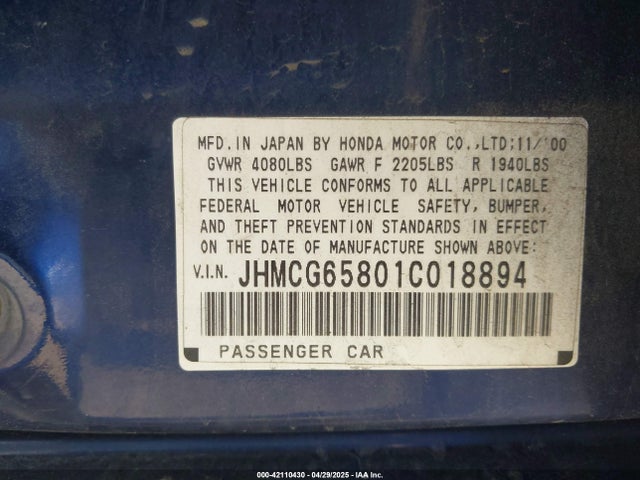 MFD.IN JAPAN BY HONDA MOTOR CO.,LTD:11/'00
GVWR 4080LBS GAWR F 2205LBS R 1940LBS
THIS VEHICLE CONFORMS TO ALL APPLICABLE
FEDERAL MOTOR VEHICLE SAFETY, BUMPER,
AND THEFT PREVENTION STANDARDS IN EFFECT
ON THE DATE OF MANUFACTURE SHOWN ABOVE:
V.I.N. JHMCG65801C018894
PASSENGER CAR
000-42110430 - 04/29/2025 - IAA Inc.